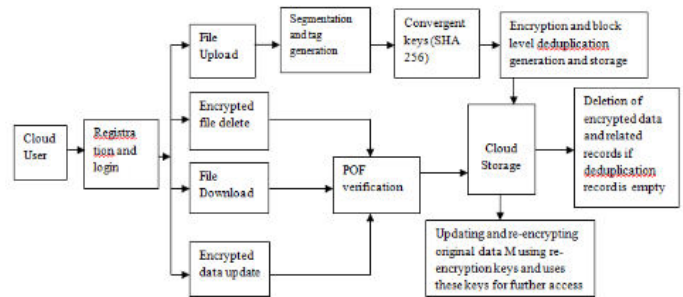 Cloud
User
Registra
tion and
login
File
Upload
Segmentation
and tag
generation
Convergent
keys (SHA
256)
Encryption and block
level deduplication
generation and storage
Encrypted
file delete
File
Download
Encrypted
data update
POF
verification
Cloud
Storage
Deletion of
encrypted data
and related
records if
deduplication
record is empty
Updating and re-encrypting
original data M using re-
encryption keys and uses
these keys for further access